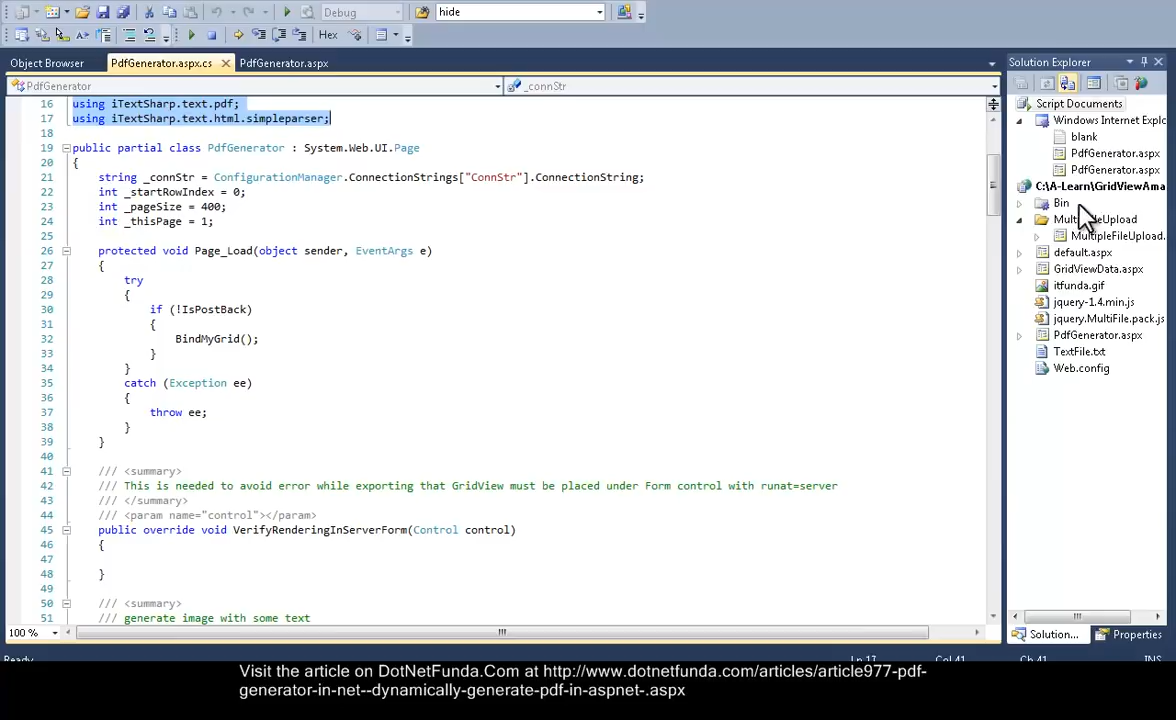 Debug
hide
Hex
Object Browser
PdfGenerator.aspx.cs
PdfGenerator.aspx
Solution Explorer
PdfGenerator
_connStr
16 using iTextSharp.text.pdf;
17 using iTextSharp.text.html.simpleparser;
18
19 public partial class PdfGenerator : System.Web.UI.Page
20 {
21 string _connStr = ConfigurationManager.ConnectionStrings["ConnStr"].ConnectionString;
22 int _startRowIndex = 0;
23 int _pageSize = 400;
24 int _thisPage = 1;
25
26 protected void Page_Load(object sender, EventArgs e)
27 {
28 try
29 {
30 if (!IsPostBack)
31 {
32 BindMyGrid();
33 }
34 }
35 catch (Exception ee)
36 {
37 throw ee;
38 }
39 }
40
41 /// <summary>
42 /// This is needed to avoid error while exporting that GridView must be placed under Form control with runat=server
43 /// </summary>
44 /// <param name="control"></param>
45 public override void VerifyRenderingInServerForm(Control control)
46 {
47
48 }
49
50 /// <summary>
51 /// generate image with some text
100 %
Script Documents
Windows Internet Explo
blank
PdfGenerator.aspx
PdfGenerator.aspx
C:\A-Learn\GridViewAma
Bin
MultipleFileUpload.
default.aspx
GridViewData.aspx
itfunda.gif
jquery-1.4.min.js
jquery.MultiFile.pack.js
PdfGenerator.aspx
TextFile.txt
Web.config
Solution...
Properties
Visit the article on DotNetFunda.Com at http://www.dotnetfunda.com/articles/article977-pdf-
generator-in-net--dynamically-generate-pdf-in-aspnet-.aspx